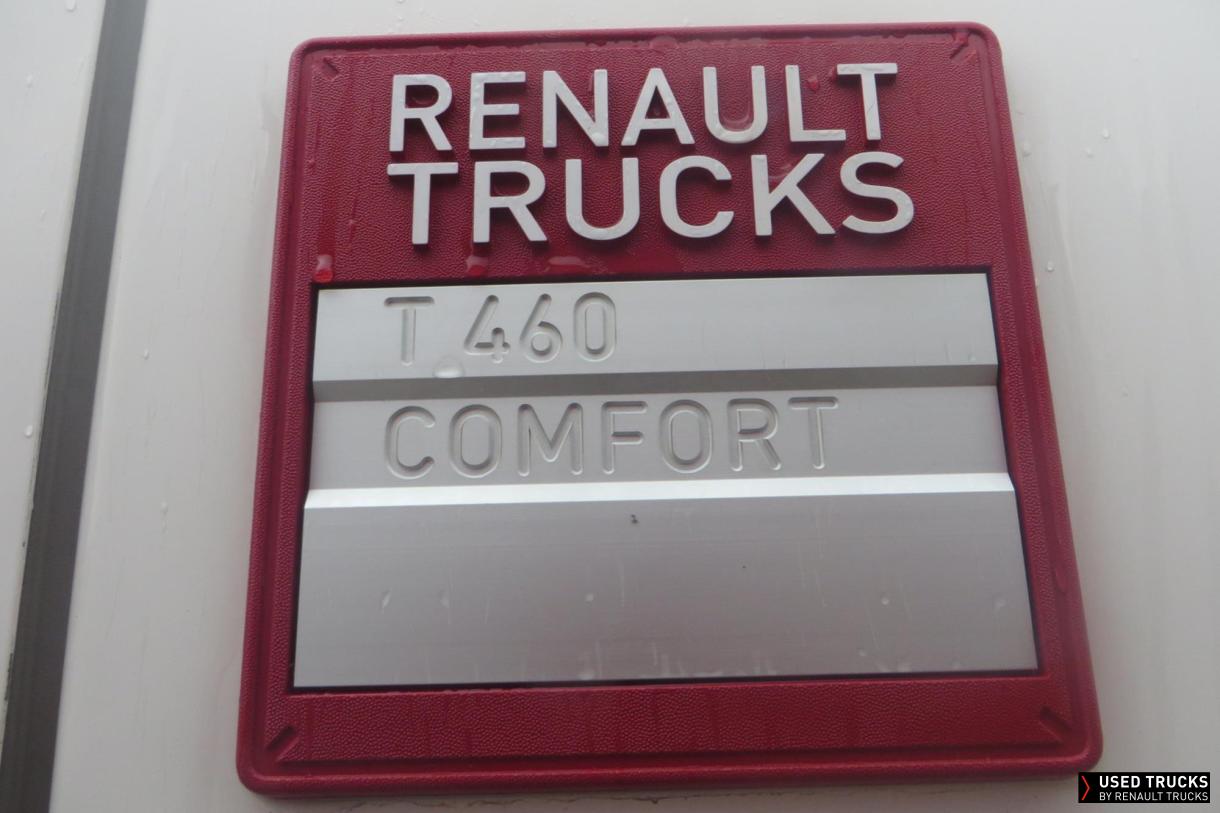 RENAULT
TRUCKS
T 460
COMFORT
USED TRUCKS
BY RENAULT TRUCKS